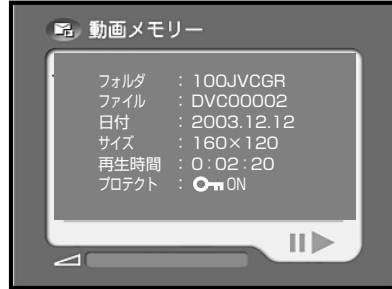 動画メモリー
フォルダ : 100JVCGR
ファイル : DVC00002
日付 : 2003.12.12
サイズ : 160×120
再生時間 : 0:02:20
プロテクト : ON